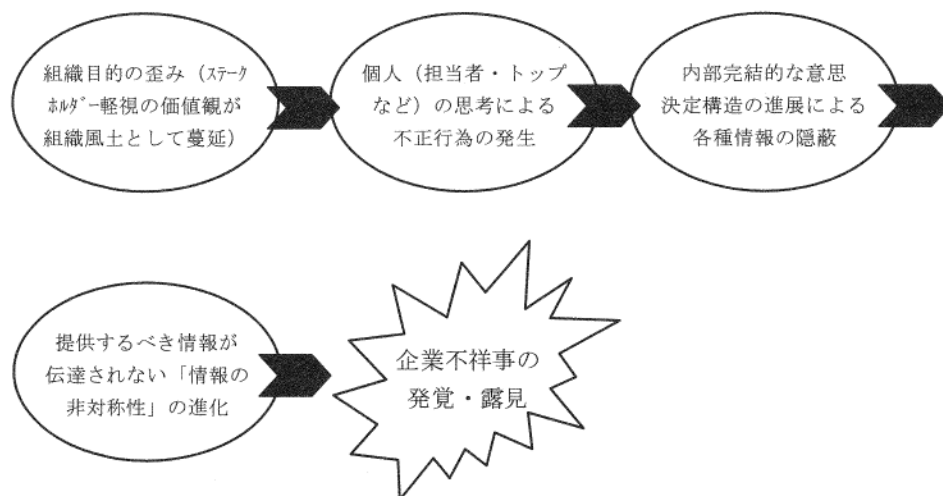 組織目的の歪み（ｽﾃｰｸ
ﾎﾙﾀﾞｰ軽視の価値観が
組織風土として蔓延）
個人（担当者・トップ
など）の思考による
不正行為の発生
内部完結的な意思
決定構造の進展による
各種情報の隠蔽
提供するべき情報が
伝達されない「情報の
非対称性」の進化
企業不祥事の
発覚・露見